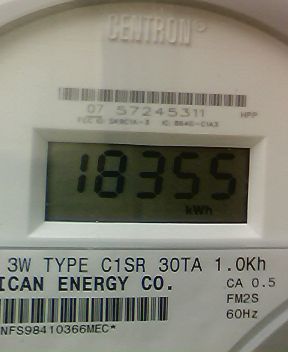 CENTRON®
07 57245311 HPP
18355
kWh
3W TYPE C1SR 30TA 1.0Kh
ICAN ENERGY CO. CA 0.5
FM2S
60Hz
NFS98410366MEC*